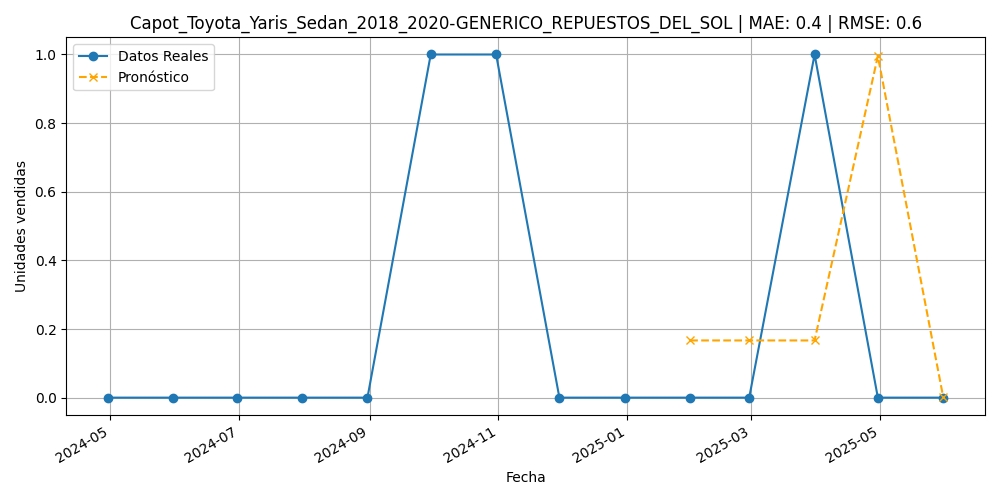 Capot_Toyota_Yaris_Sedan_2018_2020-GENERICO_REPUESTOS_DEL_SOL | MAE: 0.4 | RMSE: 0.6
Datos Reales
Pronóstico
Unidades vendidas
1.0
0.8
0.6
0.4
0.2
0.0
2024-05
2024-07
2024-09
2024-11
2025-01
2025-03
2025-05
Fecha